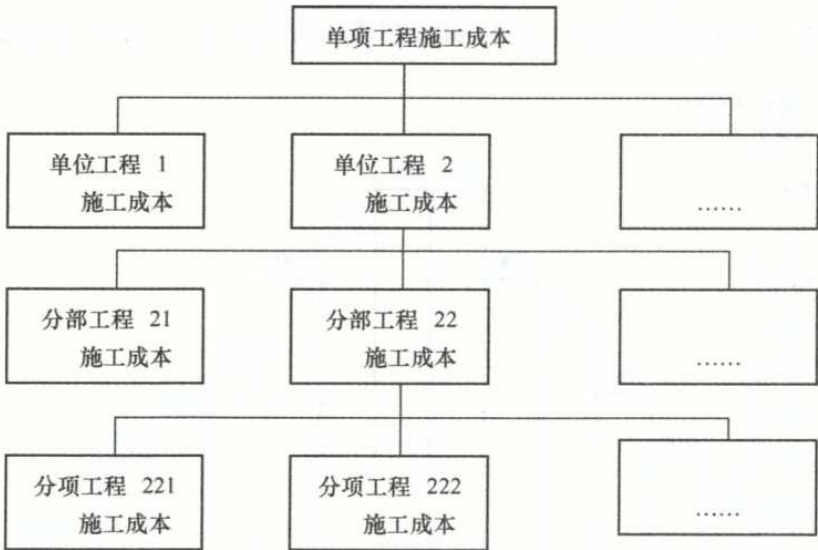 单项工程施工成本
单位工程 1
施工成本
单位工程 2
施工成本
……
分部工程 21
施工成本
分部工程 22
施工成本
……
分项工程 221
施工成本
分项工程 222
施工成本
……